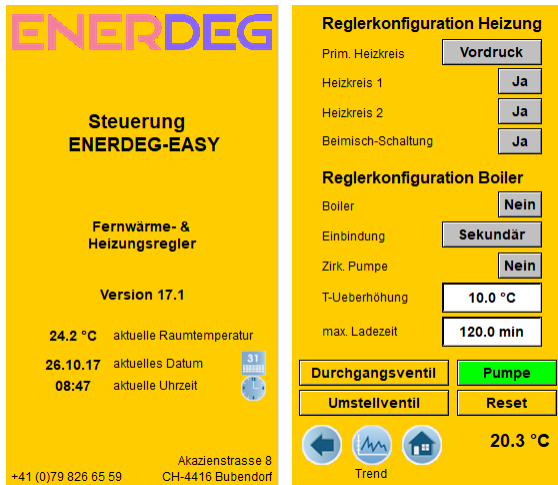 ENERDEG
Steuerung
ENERDEG-EASY
Fernwärme- &
Heizungsregler
Version 17.1
24.2 °C aktuelle Raumtemperatur
26.10.17 aktuelles Datum 31
08:47 aktuelle Uhrzeit
Akazienstrasse 8
+41 (0)79 826 65 59 CH-4416 Bubendorf
Reglerkonfiguration Heizung
Prim. Heizkreis Vordruck
Heizkreis 1 Ja
Heizkreis 2 Ja
Beimisch-Schaltung Ja
Reglerkonfiguration Boiler
Boiler Nein
Einbindung Sekundär
Zirk. Pumpe Nein
T-Ueberhöhung 10.0 °C
max. Ladezeit 120.0 min
Durchgangsventil Pumpe
Umstellventil Reset
20.3 °C
Trend